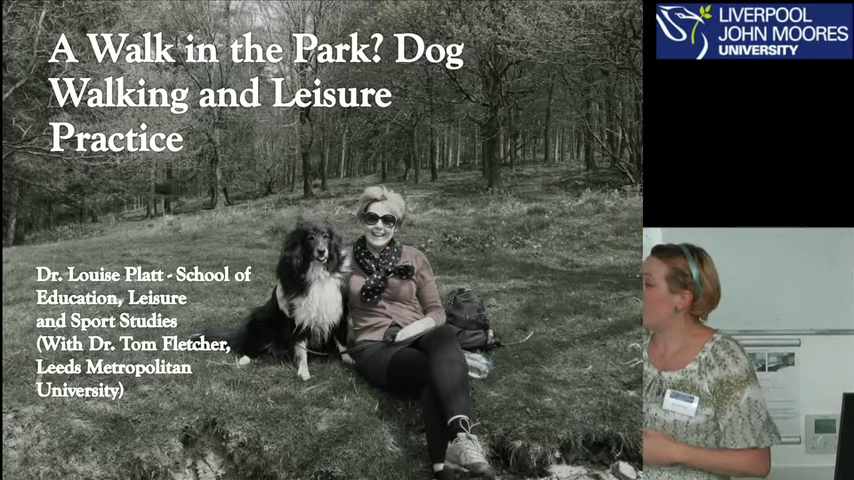 A Walk in the Park? Dog
Walking and Leisure
Practice
Dr. Louise Platt - School of
Education, Leisure
and Sport Studies
(With Dr. Tom Fletcher,
Leeds Metropolitan
University)
LIVERPOOL
JOHN MOORES
UNIVERSITY